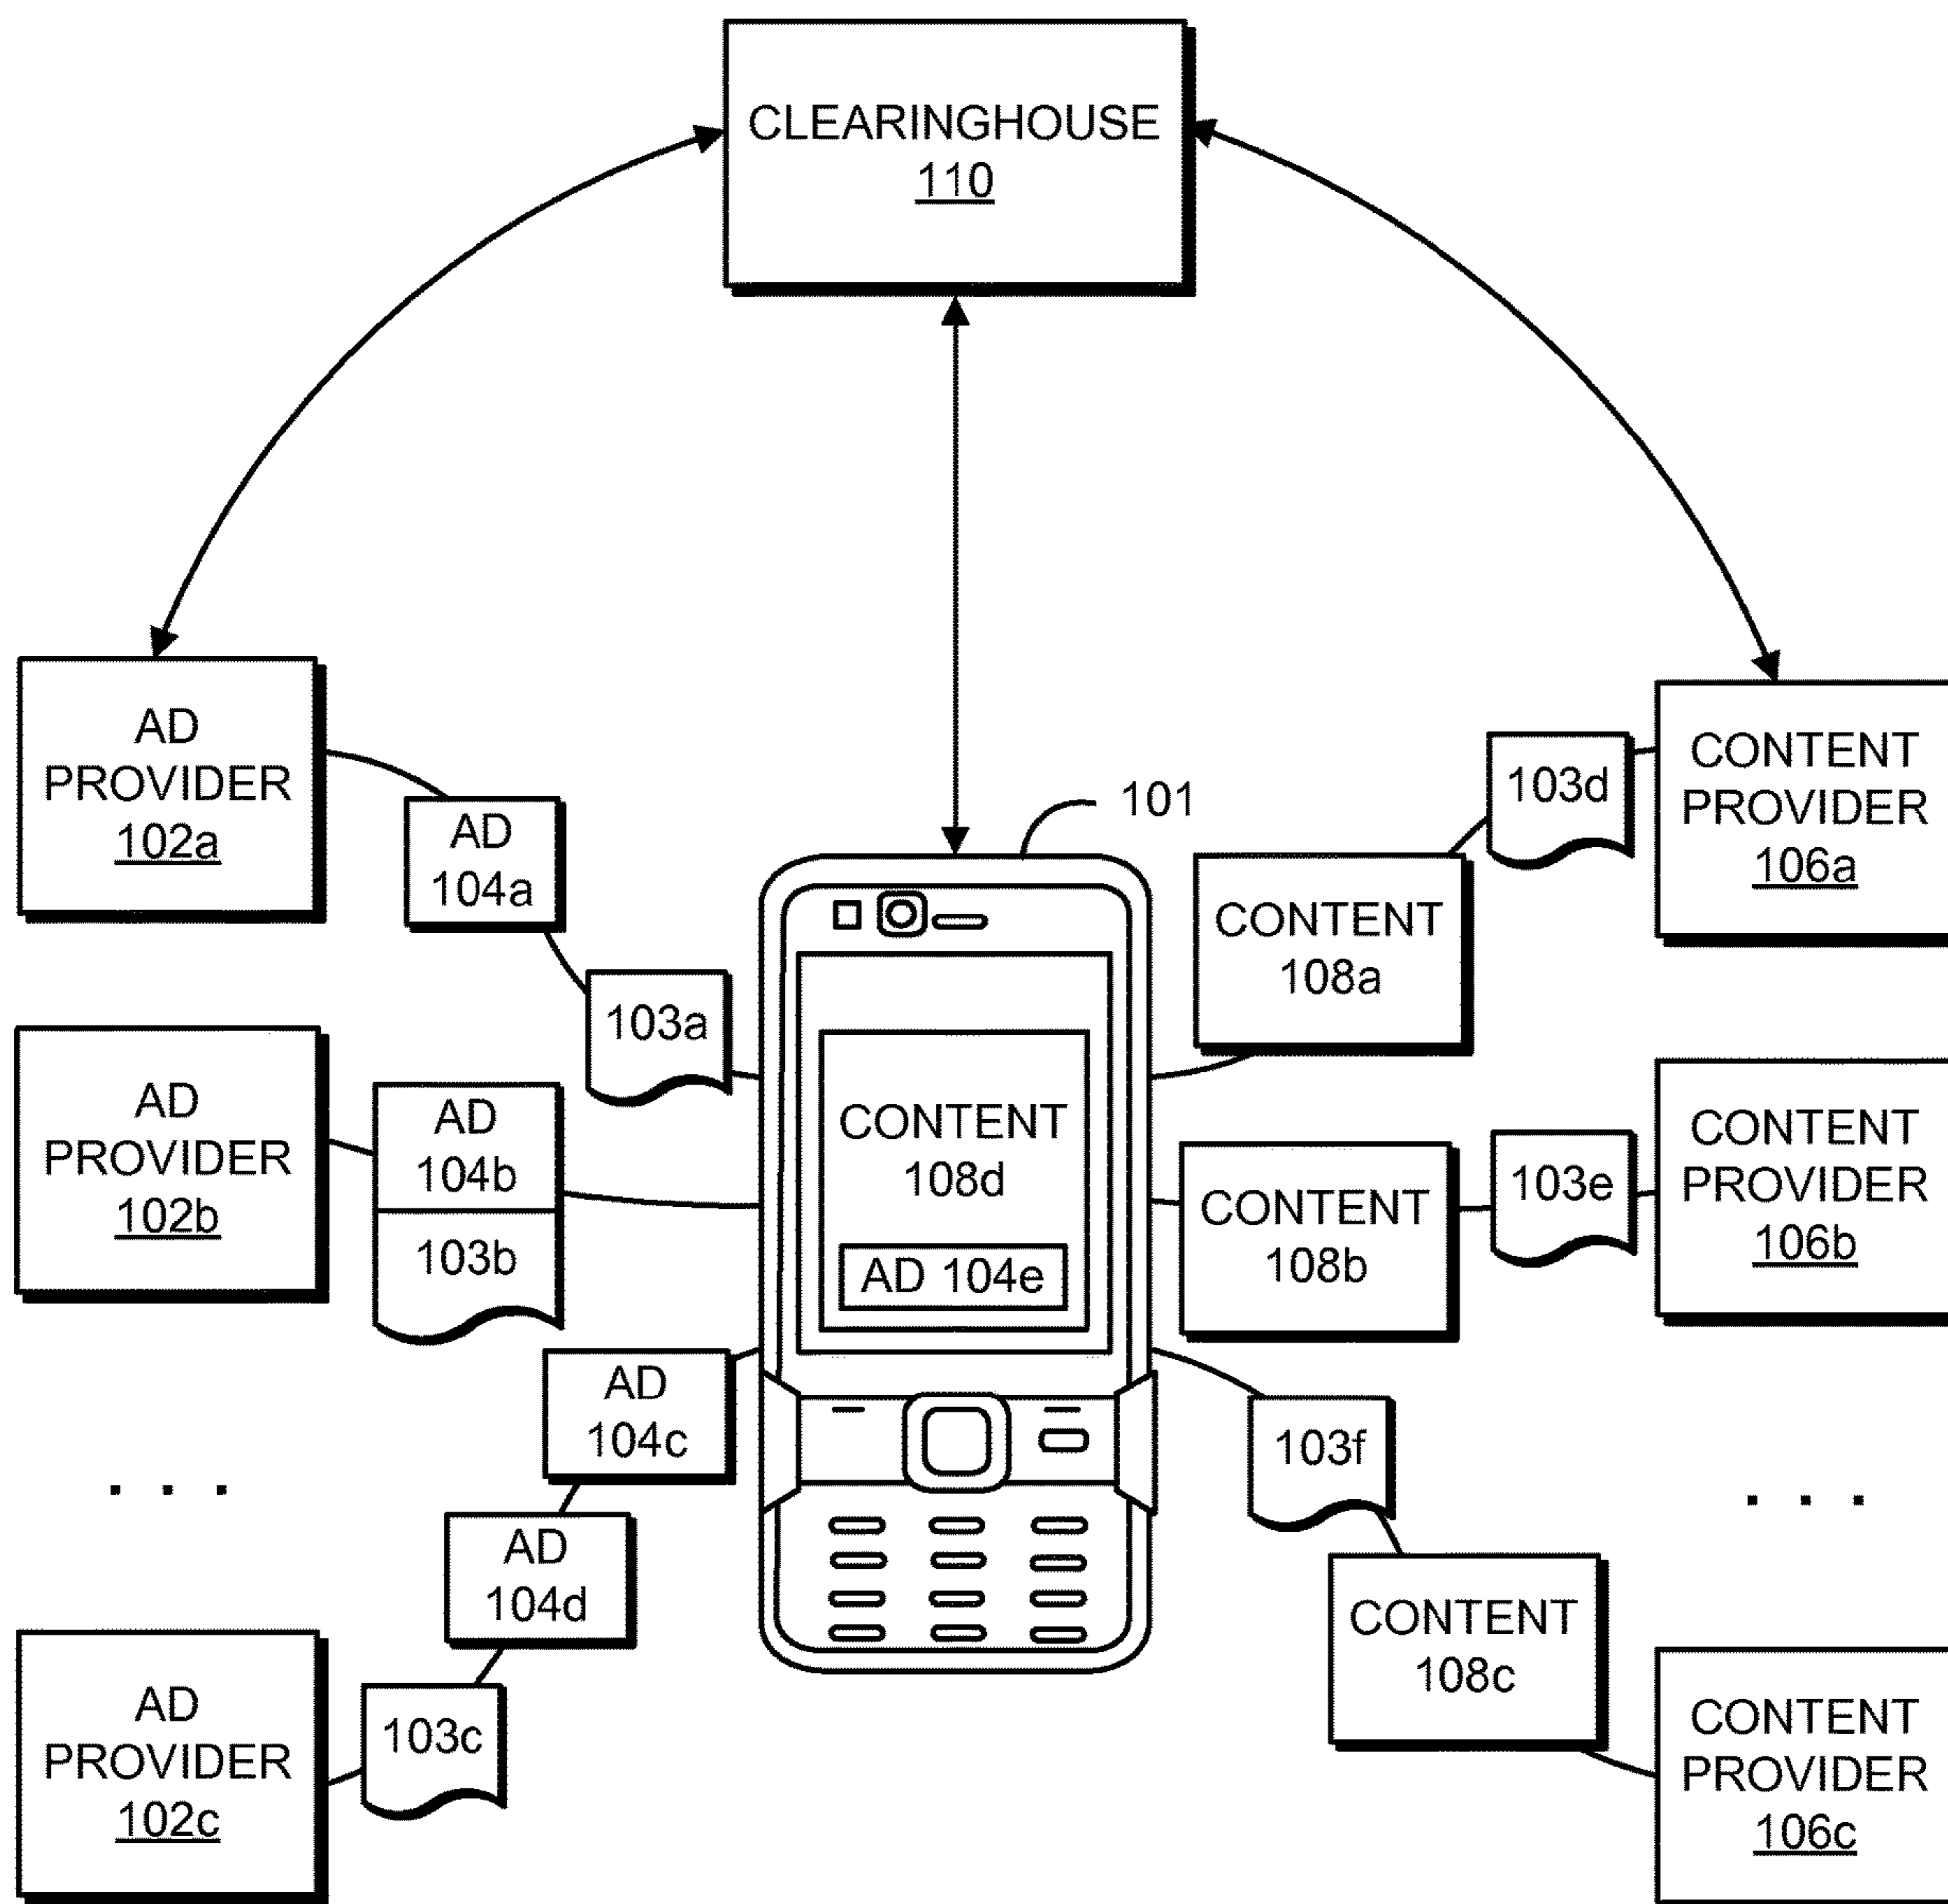 CLEARINGHOUSE
110
AD
PROVIDER
102a
AD
104a
103a
101
103d
CONTENT
PROVIDER
106a
CONTENT
108a
AD
PROVIDER
102b
AD
104b
103b
CONTENT
108d
AD 104e
CONTENT
108b
103e
CONTENT
PROVIDER
106b
AD
104c
103f
. . .
. . .
AD
104d
CONTENT
108c
AD
PROVIDER
102c
103c
CONTENT
PROVIDER
106c